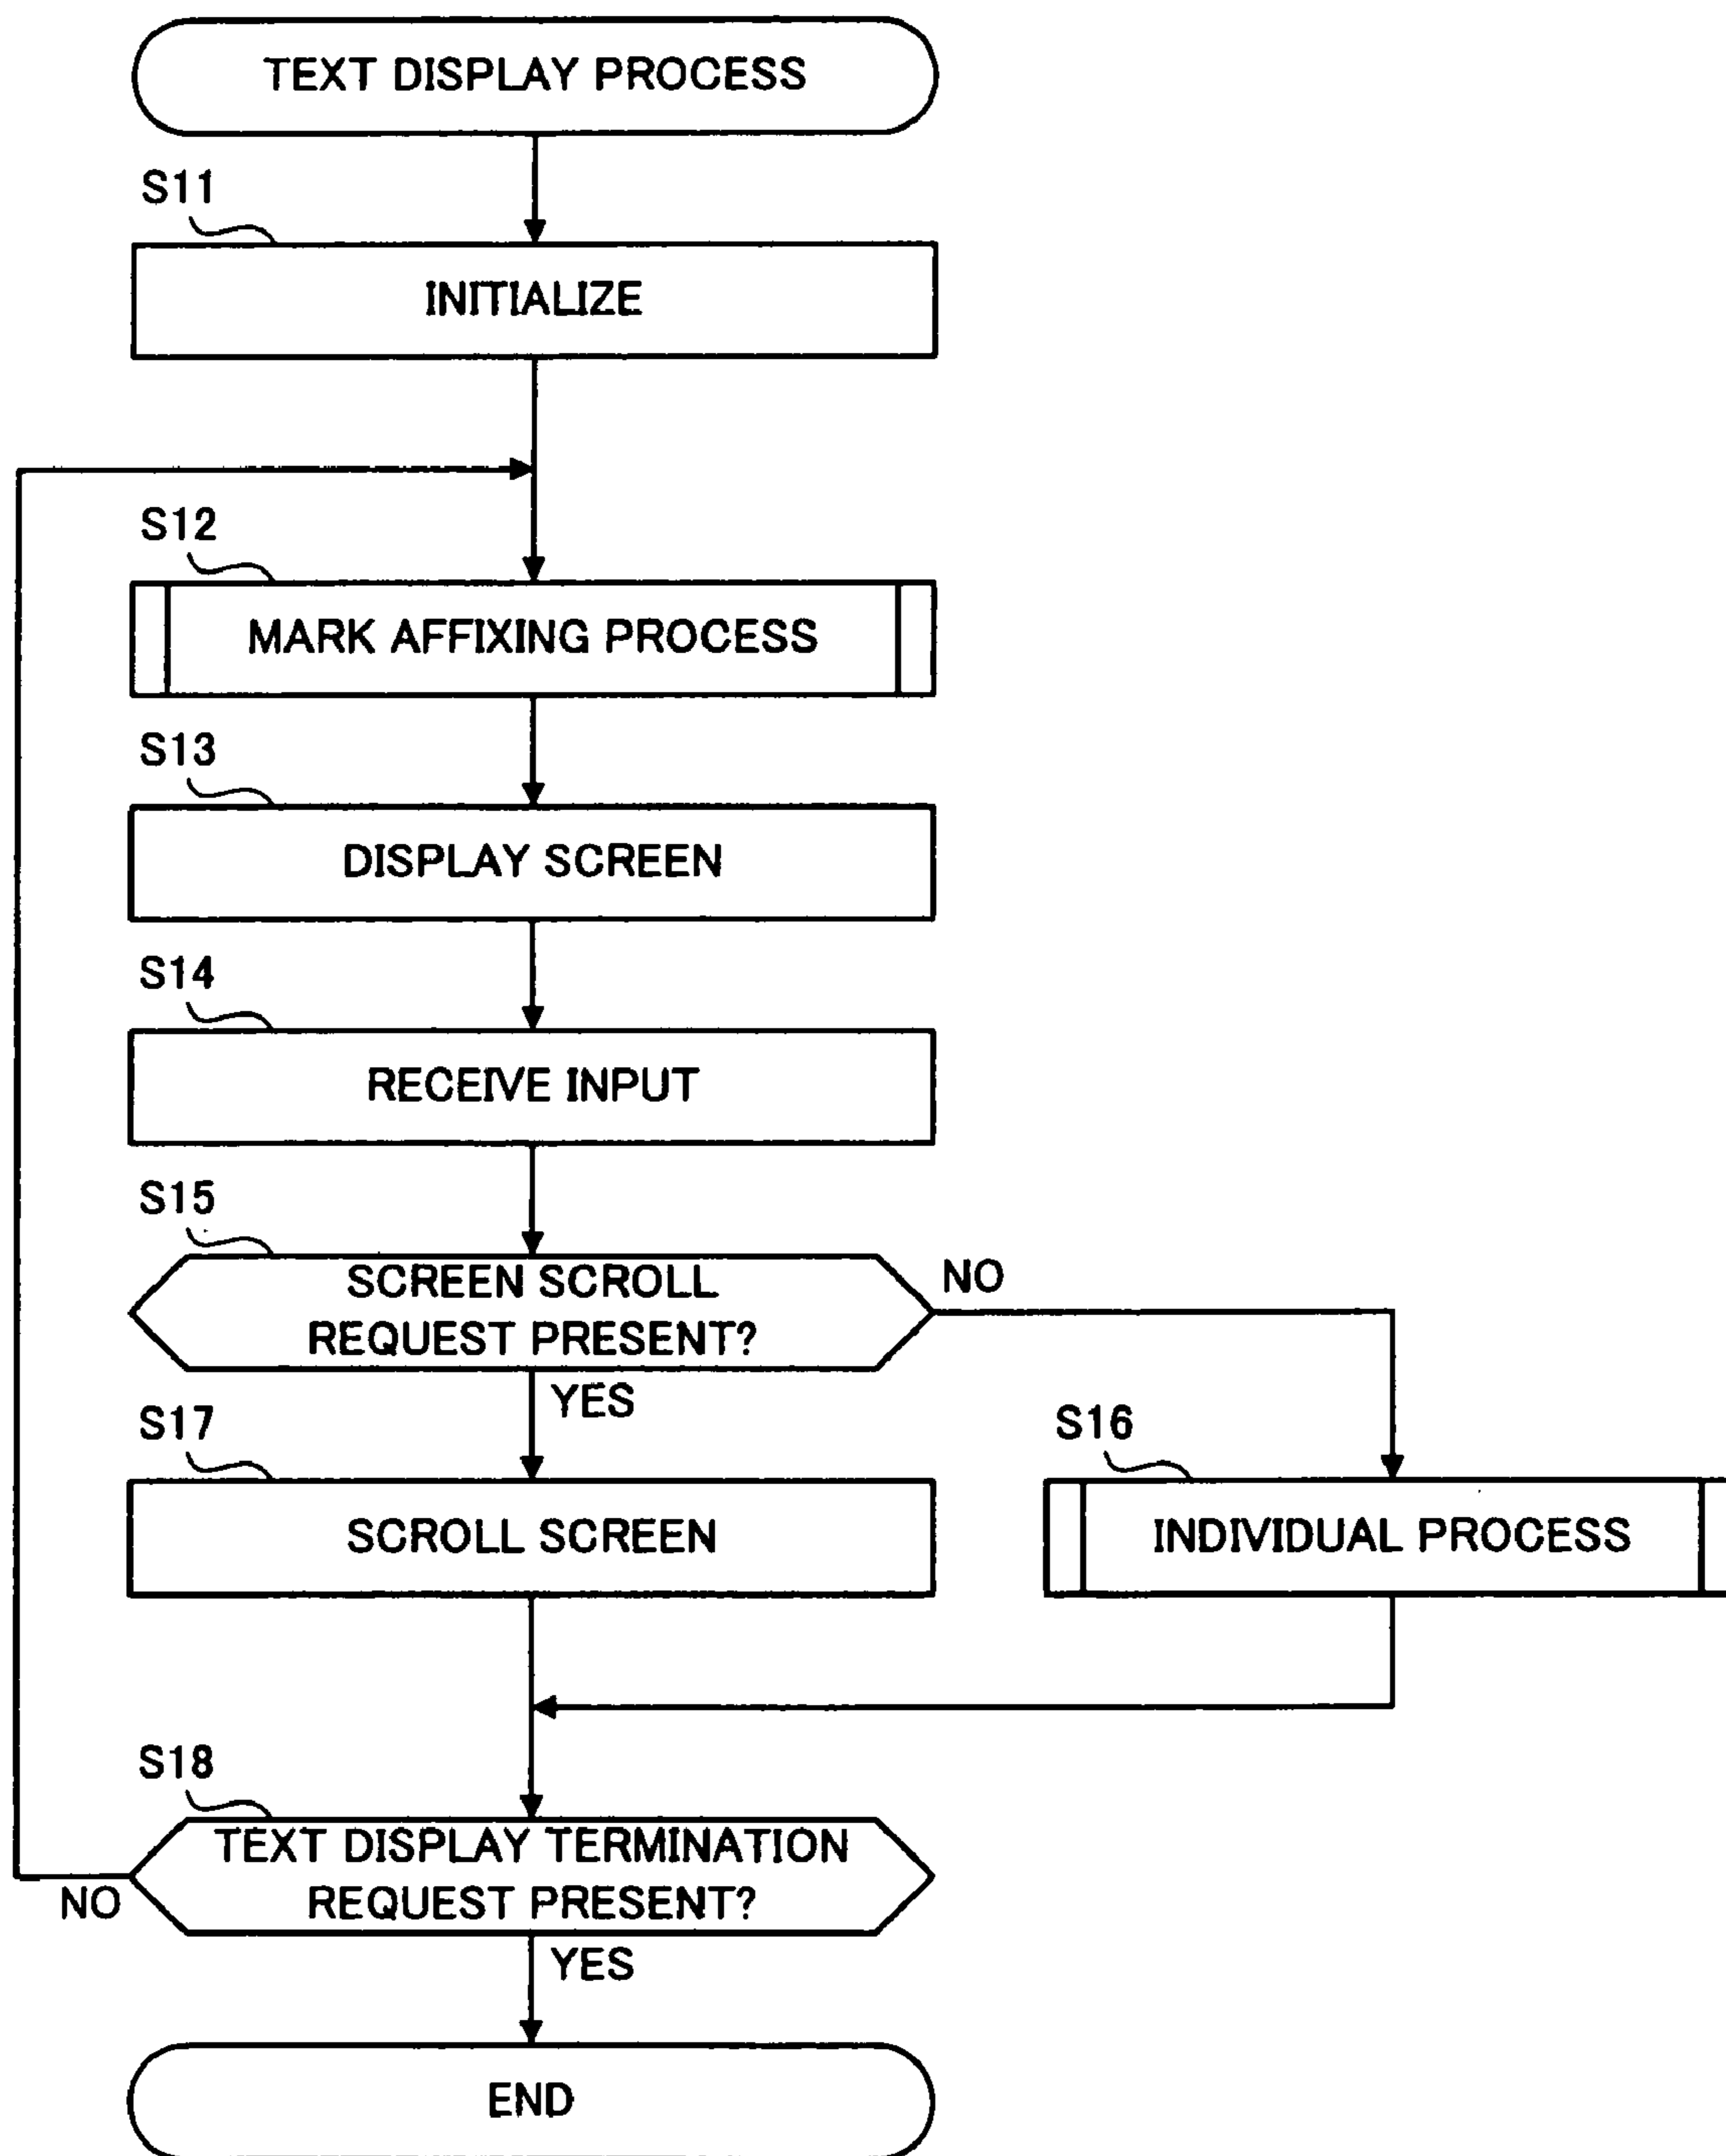 TEXT DISPLAY PROCESS
S11
INITIALIZE
S12
MARK AFFIXING PROCESS
S13
DISPLAY SCREEN
S14
RECEIVE INPUT
S15
SCREEN SCROLL
REQUEST PRESENT?
NO
YES
S17
SCROLL SCREEN
S16
INDIVIDUAL PROCESS
S18
TEXT DISPLAY TERMINATION
REQUEST PRESENT?
NO
YES
END